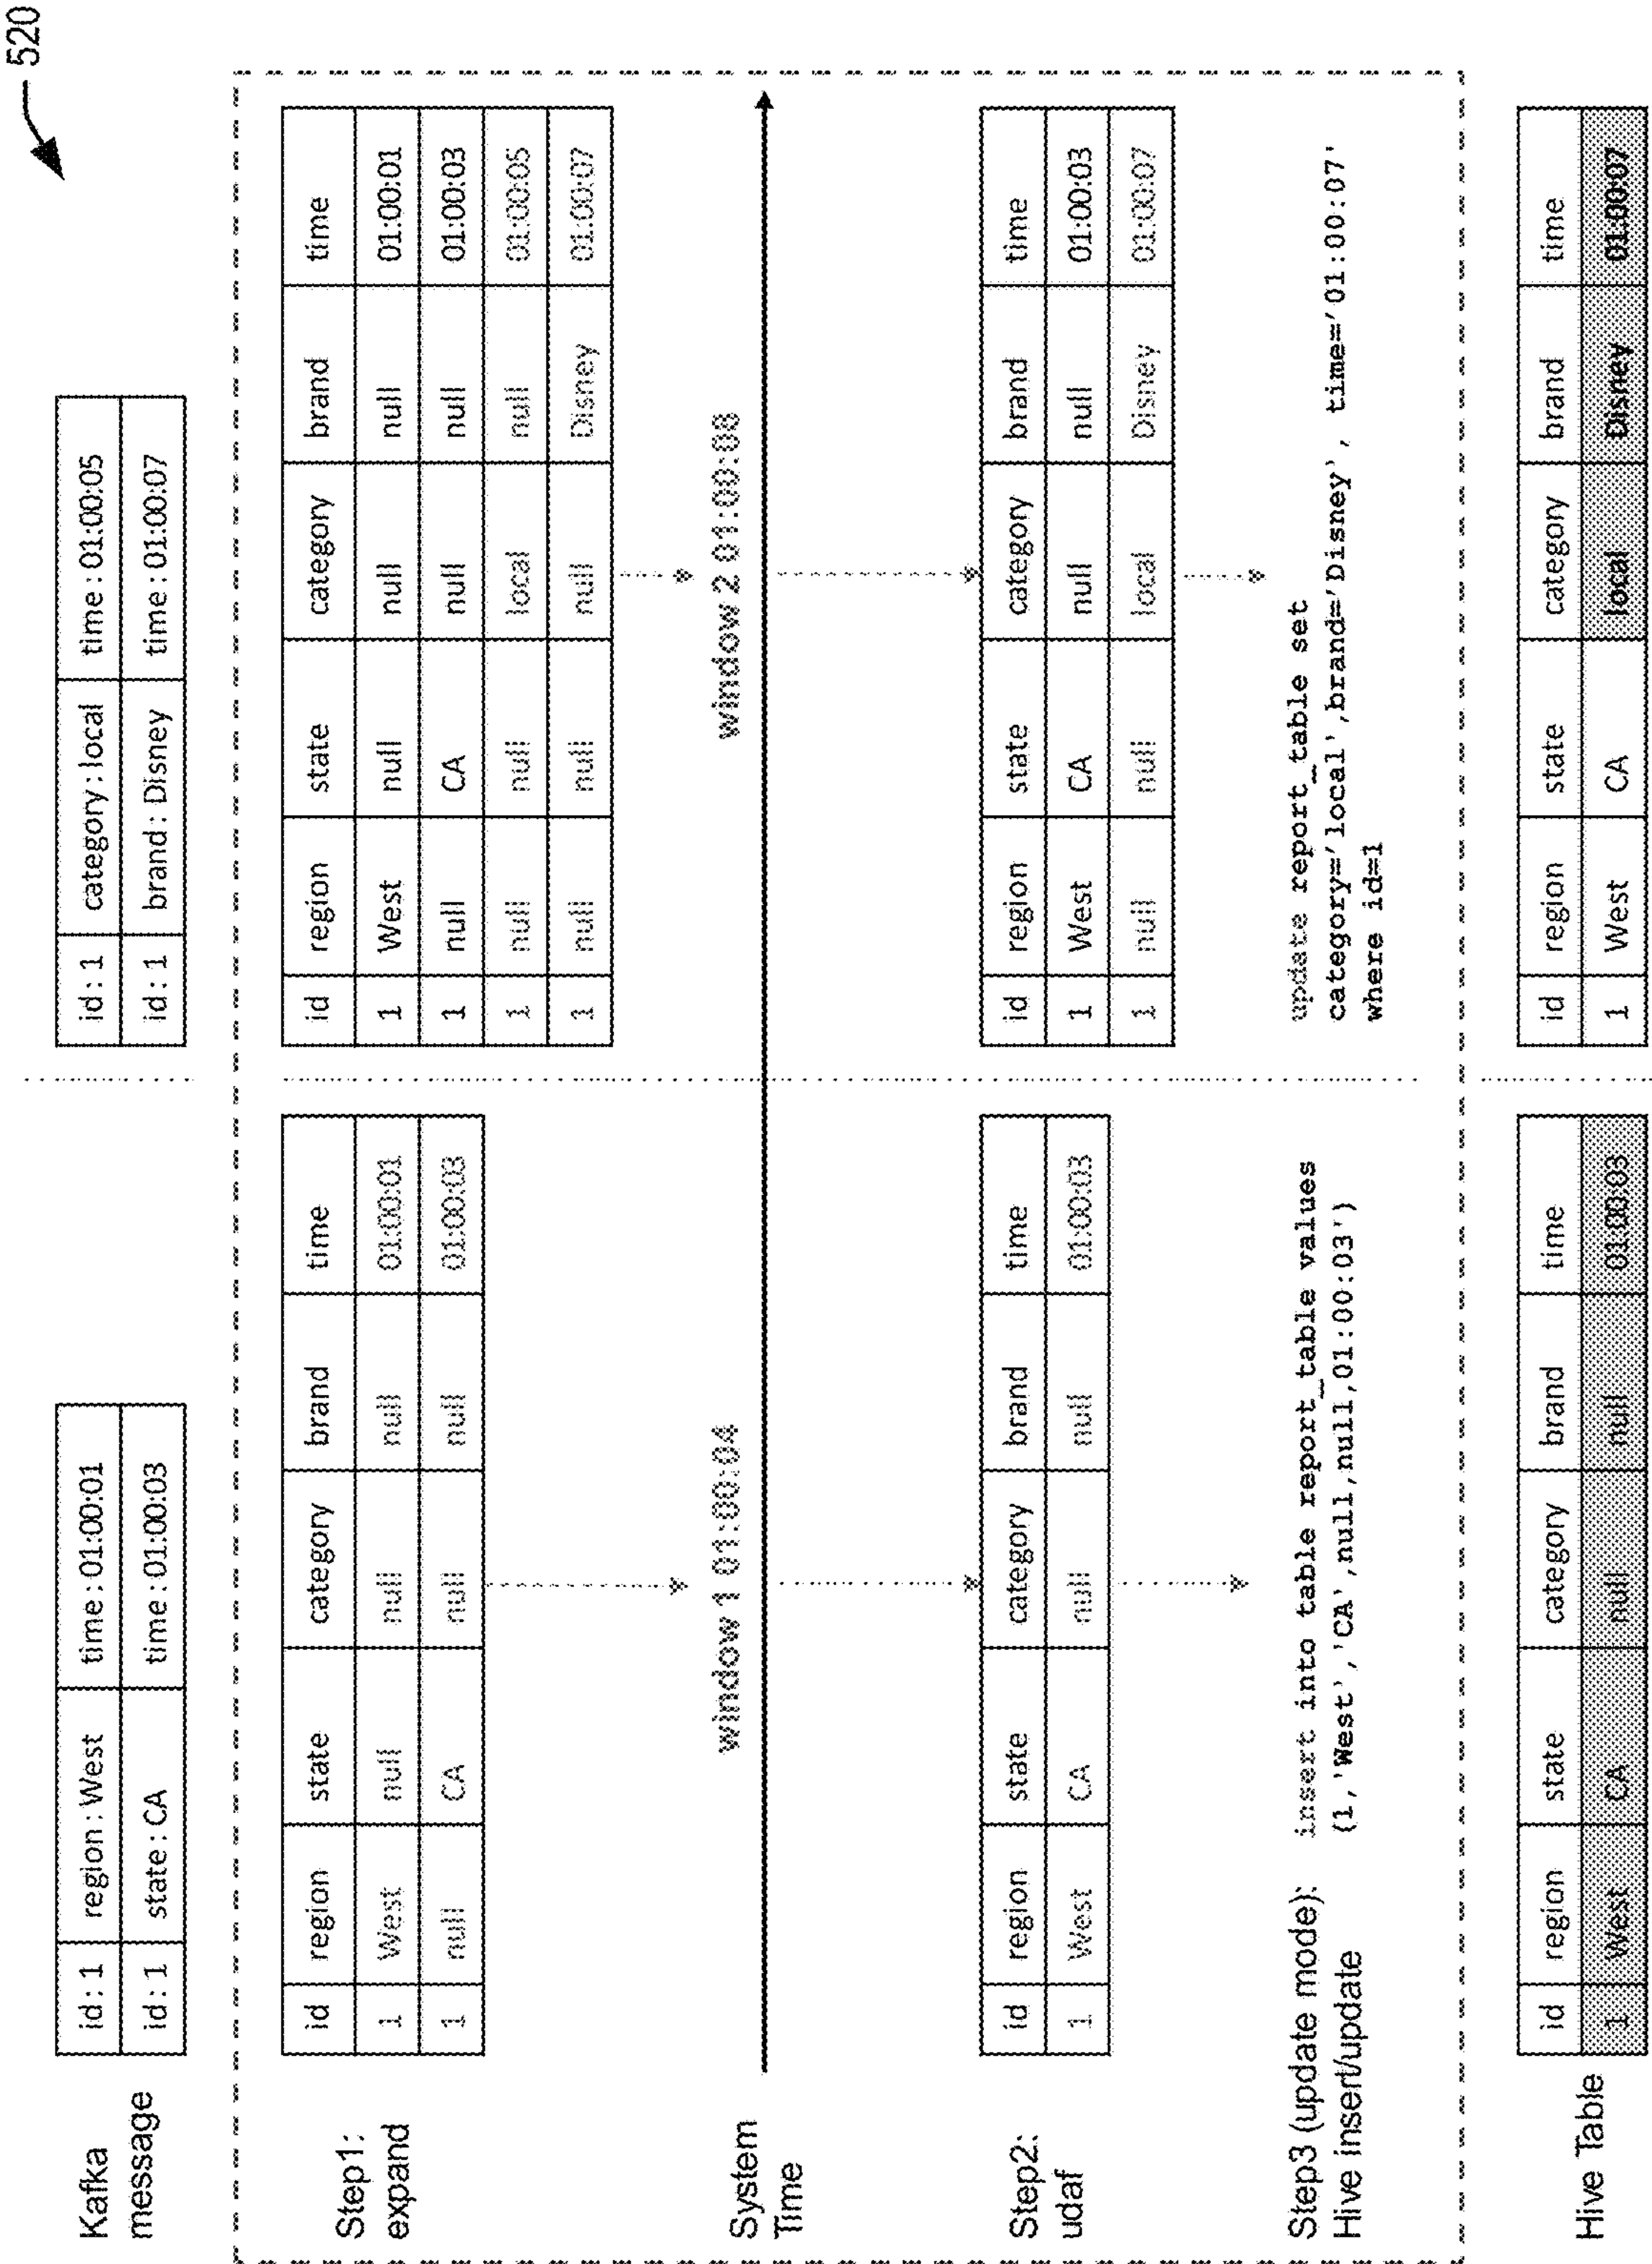 520
Kafka
message
id: 1 region: West time: 01:00:01
id: 1 state: CA time: 01:00:03
id: 1 category: local time: 01:00:05
id: 1 brand: Disney time: 01:00:07
Step1:
expand
id region state category brand time
1 West null null null 01:00:01
1 null CA null null 01:00:03
id region state category brand time
1 West null null null 01:00:01
1 null CA null null 01:00:03
1 null null local null 01:00:05
1 null null null Disney 01:00:07
window 1 01:00:04
window 2 01:00:08
System
Time
Step2:
udaf
id region state category brand time
1 West CA null null 01:00:03
id region state category brand time
1 West CA null null 01:00:03
1 null null local Disney 01:00:07
Step3 (update mode):
Hive insert/update
insert into table report_table values
(1,'West','CA',null,null,01:00:03')
update report_table set
category='local',brand='Disney', time='01:00:07'
where id=1
Hive Table
id region state category brand time
1 West CA null null 01:00:03
id region state category brand time
1 West CA local Disney 01:00:07